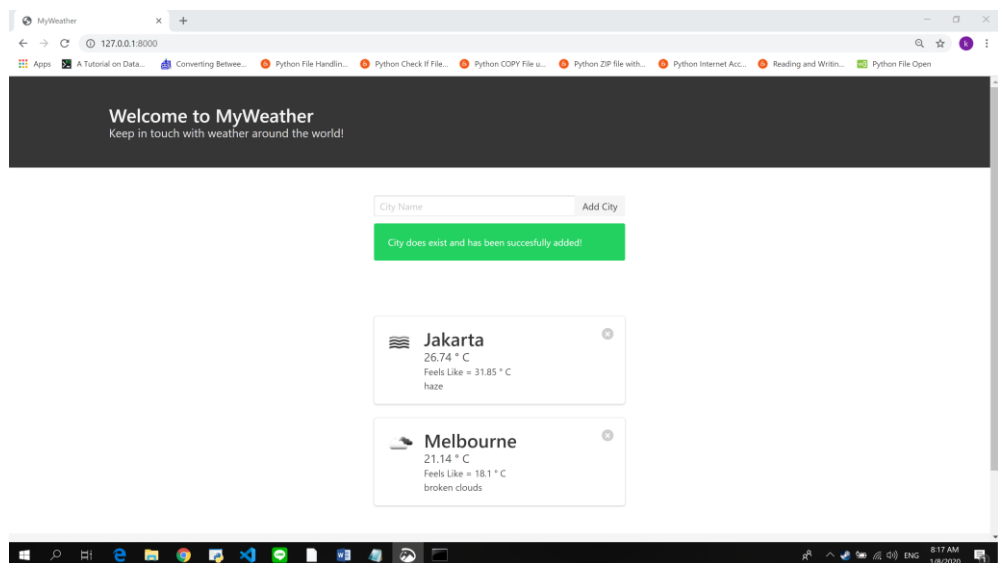 MyWeather
127.0.0.1:8000
Apps A Tutorial on Data... Converting Betwee... Python File Handlin... Python Check If File... Python COPY File u... Python ZIP file with... Python Internet Acc... Reading and Writin... Python File Open
Welcome to MyWeather
Keep in touch with weather around the world!
City Name Add City
City does exist and has been succesfully added!
Jakarta
26.74 ° C
Feels Like = 31.85 ° C
haze
Melbourne
21.14 ° C
Feels Like = 18.1 ° C
broken clouds
ENG 8:17 AM
1/8/2020